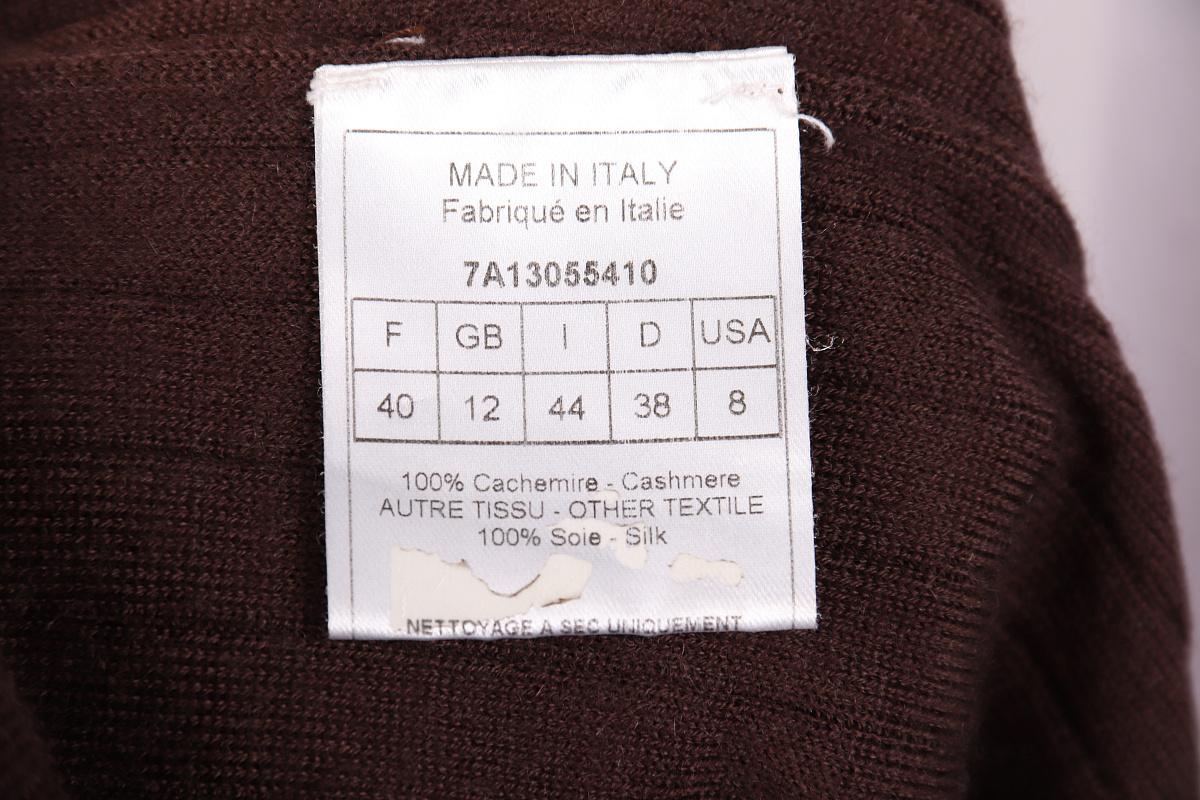 MADE IN ITALY
Fabriqué en Italie
7A13055410
F GB I D USA
40 12 44 38 8
100% Cachemire - Cashmere
AUTRE TISSU - OTHER TEXTILE
100% Soie - Silk
NETTOYAGE A SEC UNIQUEMENT